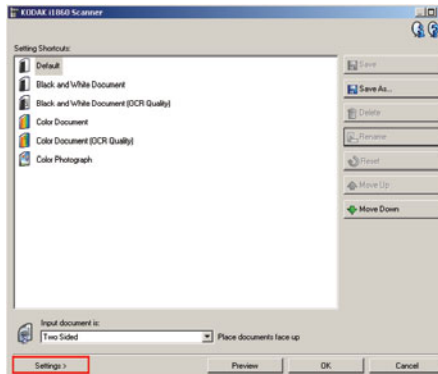 KODAK i1860 Scanner
Setting Shortcuts:
Default
Black and White Document
Black and White Document (OCR Quality)
Color Document
Color Document (OCR Quality)
Color Photograph
Save
Save As...
Delete
Rename
Reset
Move Up
Move Down
Input document is:
Two Sided
Place documents face up
Settings >
Preview
OK
Cancel